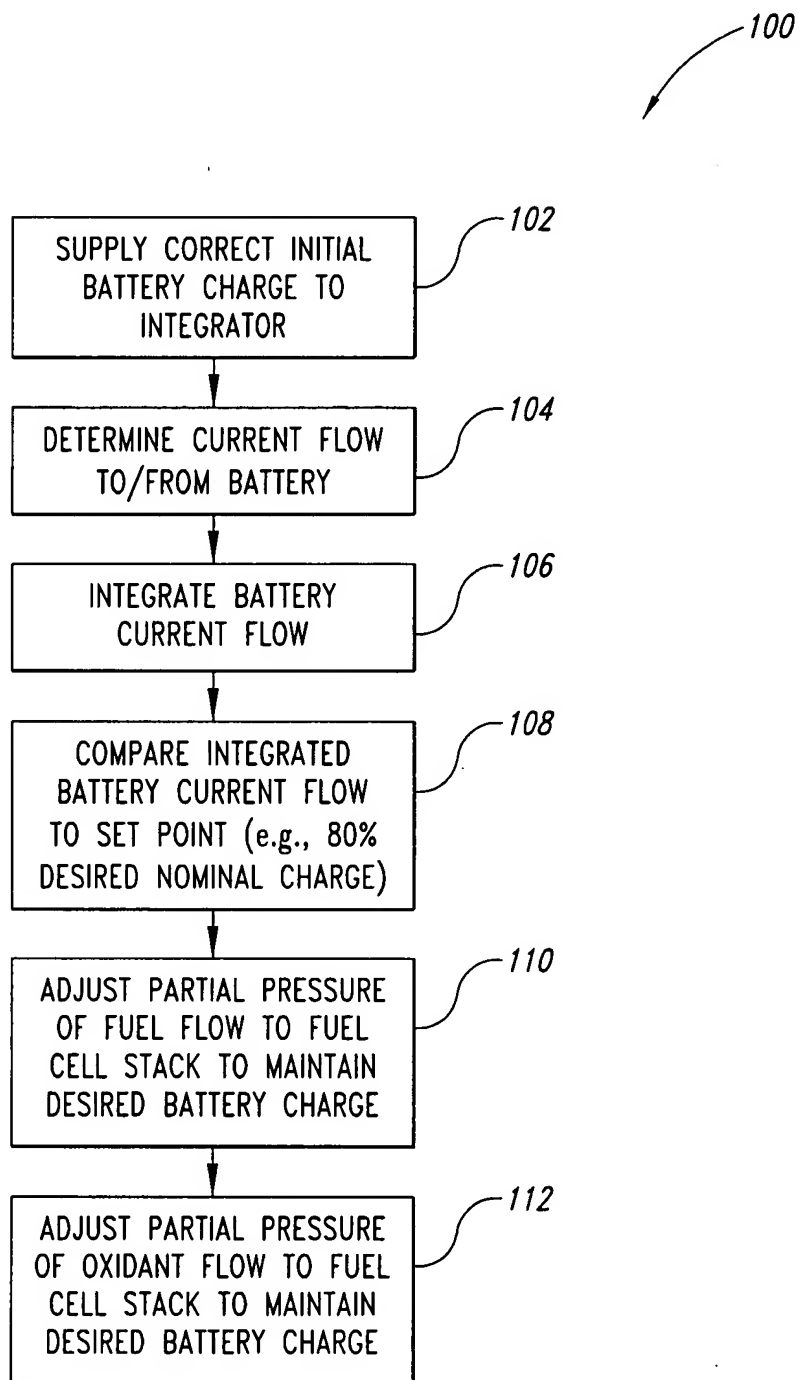 100
102
SUPPLY CORRECT INITIAL
BATTERY CHARGE TO
INTEGRATOR
104
DETERMINE CURRENT FLOW
TO/FROM BATTERY
106
INTEGRATE BATTERY
CURRENT FLOW
108
COMPARE INTEGRATED
BATTERY CURRENT FLOW
TO SET POINT (e.g., 80%
DESIRED NOMINAL CHARGE)
110
ADJUST PARTIAL PRESSURE
OF FUEL FLOW TO FUEL
CELL STACK TO MAINTAIN
DESIRED BATTERY CHARGE
112
ADJUST PARTIAL PRESSURE
OF OXIDANT FLOW TO FUEL
CELL STACK TO MAINTAIN
DESIRED BATTERY CHARGE